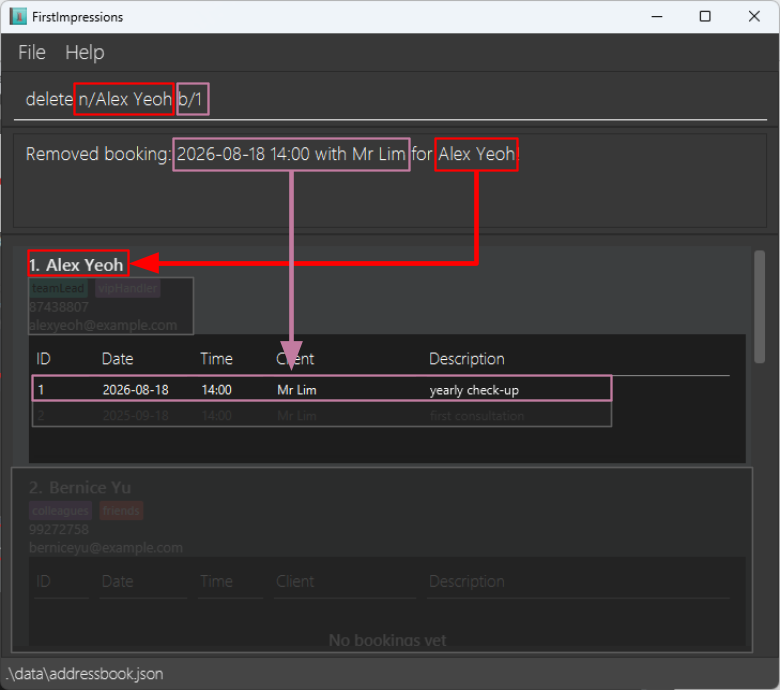 FirstImpressions
File Help
delete n/Alex Yeoh b/1
Removed booking: 2026-08-18 14:00 with Mr Lim for Alex Yeoh!
1. Alex Yeoh
teamLead vipHandler
87438807
alexyeoh@example.com
ID Date Time Client Description
1 2026-08-18 14:00 Mr Lim yearly check-up
2 2025-09-18 14:00 Mr Lim first consultation
2. Bernice Yu
colleagues friends
99272758
berniceyu@example.com
ID Date Time Client Description
No bookings yet
.\data\addressbook.json